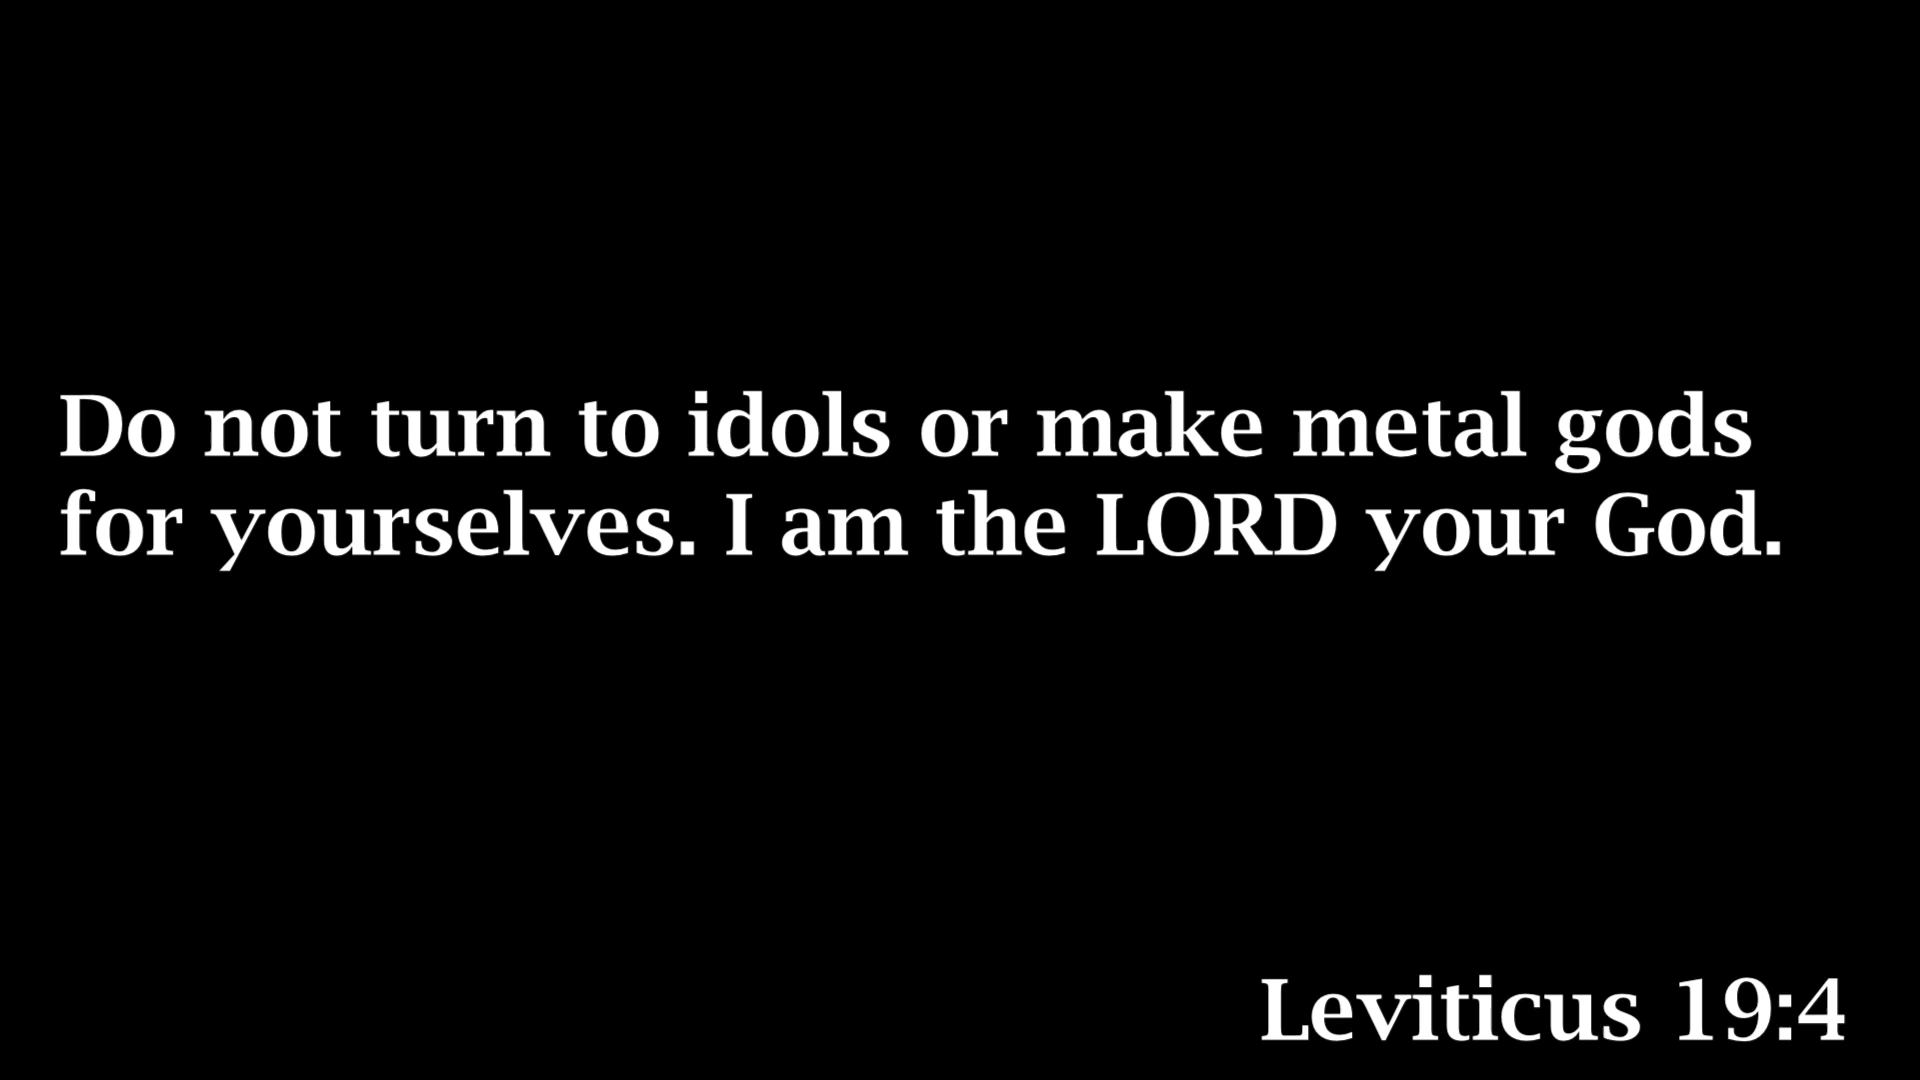 Do not turn to idols or make metal gods
for yourselves. I am the LORD your God.
Leviticus 19:4